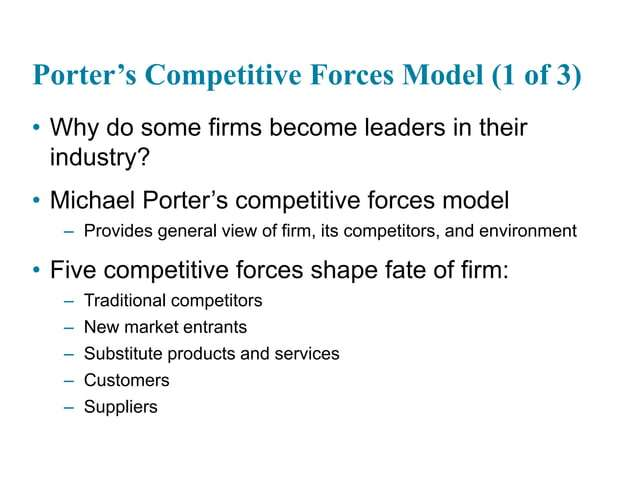 Porter’s Competitive Forces Model (1 of 3)
• Why do some firms become leaders in their
industry?
• Michael Porter’s competitive forces model
– Provides general view of firm, its competitors, and environment
• Five competitive forces shape fate of firm:
– Traditional competitors
– New market entrants
– Substitute products and services
– Customers
– Suppliers